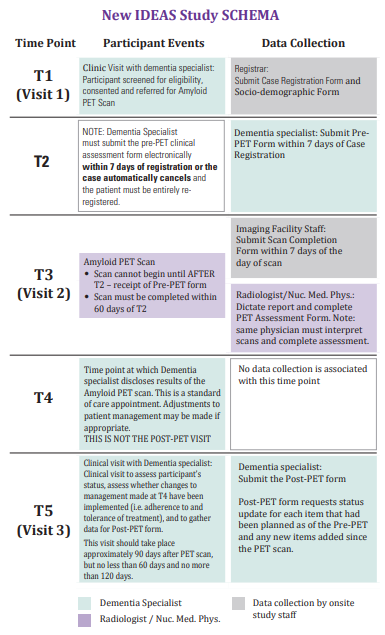 New IDEAS Study SCHEMA
Time Point
Participant Events
Data Collection
T1
(Visit 1)
Clinic Visit with dementia specialist:
Participant screened for eligibility,
consented and referred for Amyloid
PET Scan
Registrar:
Submit Case Registration Form and
Socio-demographic Form
T2
NOTE: Dementia Specialist
must submit the pre-PET clinical
assessment form electronically
within 7 days of registration or the
case automatically cancels and
the patient must be entirely re-
registered.
Dementia specialist: Submit Pre-
PET Form within 7 days of Case
Registration
T3
(Visit 2)
Amyloid PET Scan
• Scan cannot begin until AFTER
T2 – receipt of Pre-PET form
• Scan must be completed within
60 days of T2
Imaging Facility Staff:
Submit Scan Completion
Form within 7 days of the
day of scan
Radiologist/Nuc. Med. Phys.:
Dictate report and complete
PET Assessment Form. Note:
same physician must interpret
scans and complete assessment.
T4
Time point at which Dementia
specialist discloses results of the
Amyloid PET scan. This is a standard
of care appointment. Adjustments to
patient management may be made if
appropriate.
THIS IS NOT THE POST-PET VISIT
No data collection is associated
with this time point
T5
(Visit 3)
Clinical visit with Dementia specialist:
Clinical visit to assess participant's
status, assess whether changes to
management made at T4 have been
implemented (i.e. adherence to and
tolerance of treatment), and to gather
data for Post-PET form.
This visit should take place
approximately 90 days after PET scan,
but no less than 60 days and no more
than 120 days.
Dementia specialist:
Submit the Post-PET form
Post-PET form requests status
update for each item that had
been planned as of the Pre-PET
and any new items added since
the PET scan.
Dementia Specialist
Radiologist / Nuc. Med. Phys.
Data collection by onsite
study staff